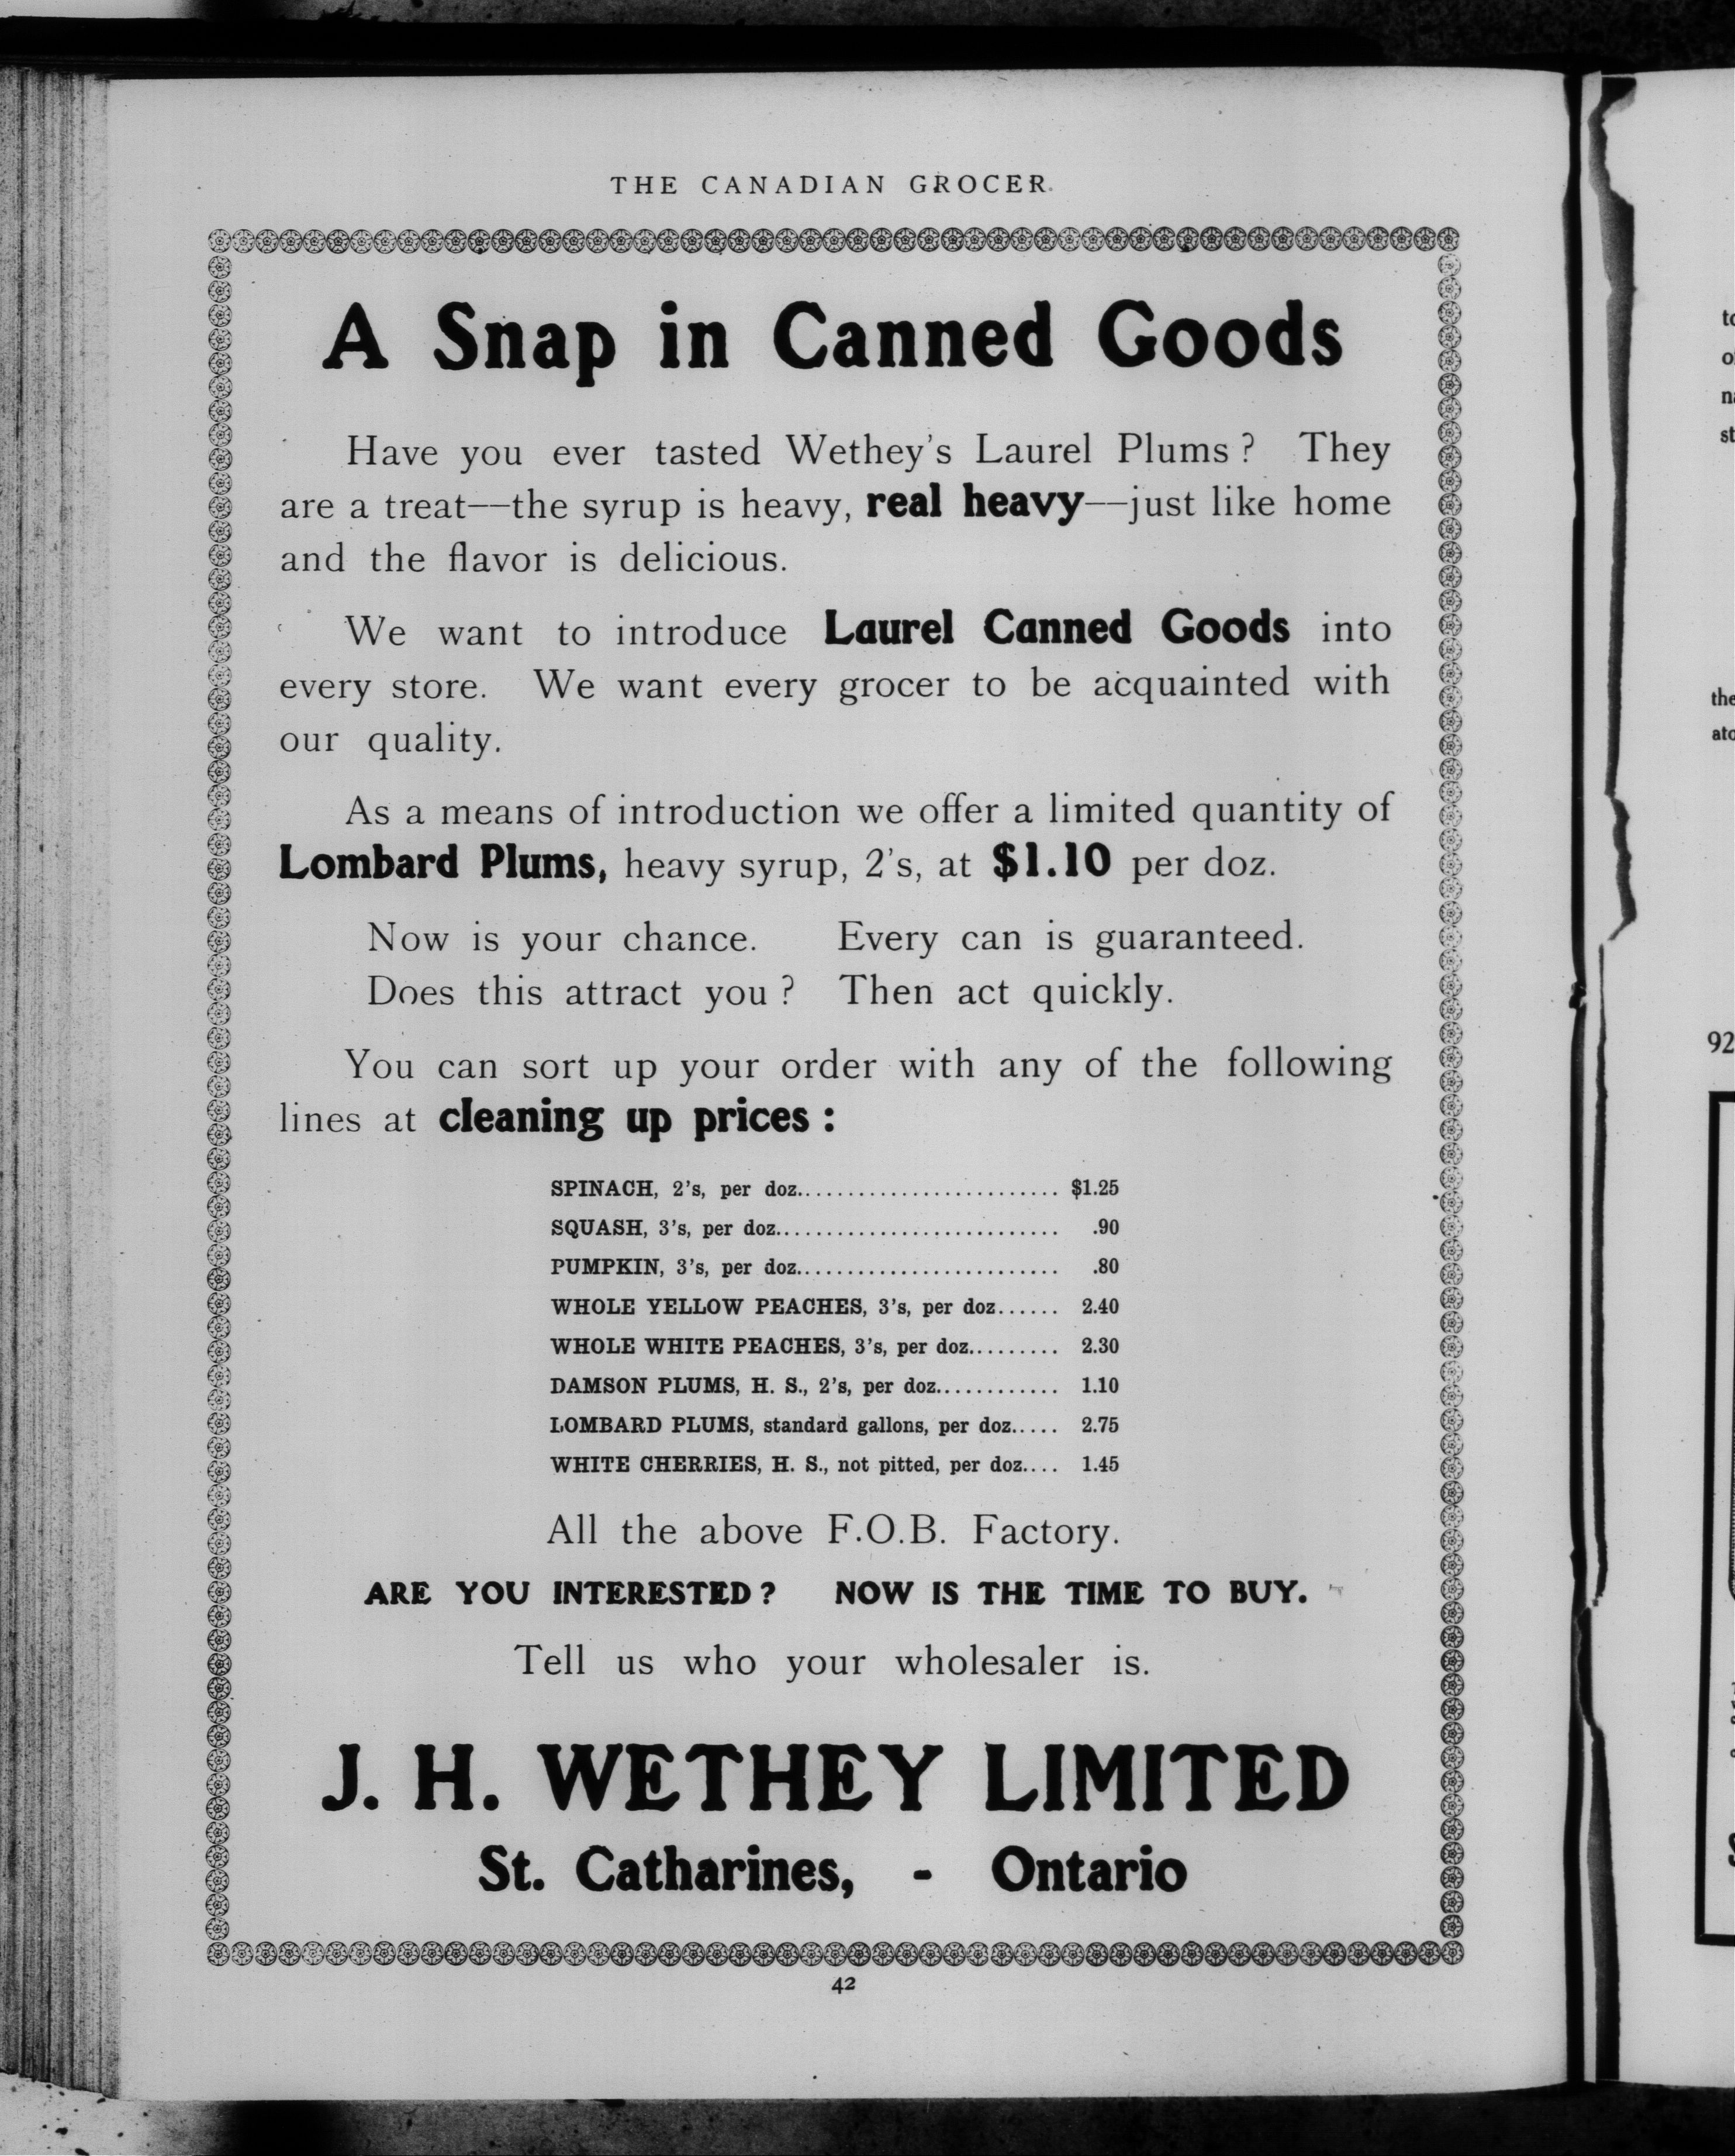 THE CANADIAN GROCER.
A Snap in Canned Goods
Have you ever tasted Wethey's Laurel Plums? They
are a treat—the syrup is heavy, real heavy—just like home
and the flavor is delicious.
We want to introduce Laurel Canned Goods into
every store. We want every grocer to be acquainted with
our quality.
As a means of introduction we offer a limited quantity of
Lombard Plums, heavy syrup, 2's, at $1.10 per doz.
Now is your chance. Every can is guaranteed.
Does this attract you? Then act quickly.
You can sort up your order with any of the following
lines at cleaning up prices:
SPINACH, 2's, per doz.......................... $1.25
SQUASH, 3's, per doz............................ .90
PUMPKIN, 3's, per doz.......................... .80
WHOLE YELLOW PEACHES, 3's, per doz...... 2.40
WHOLE WHITE PEACHES, 3's, per doz......... 2.30
DAMSON PLUMS, H. S., 2's, per doz............ 1.10
LOMBARD PLUMS, standard gallons, per doz..... 2.75
WHITE CHERRIES, H. S., not pitted, per doz.... 1.45
All the above F.O.B. Factory.
ARE YOU INTERESTED? NOW IS THE TIME TO BUY.
Tell us who your wholesaler is.
J. H. WETHEY LIMITED
St. Catharines, - Ontario
42
the
92